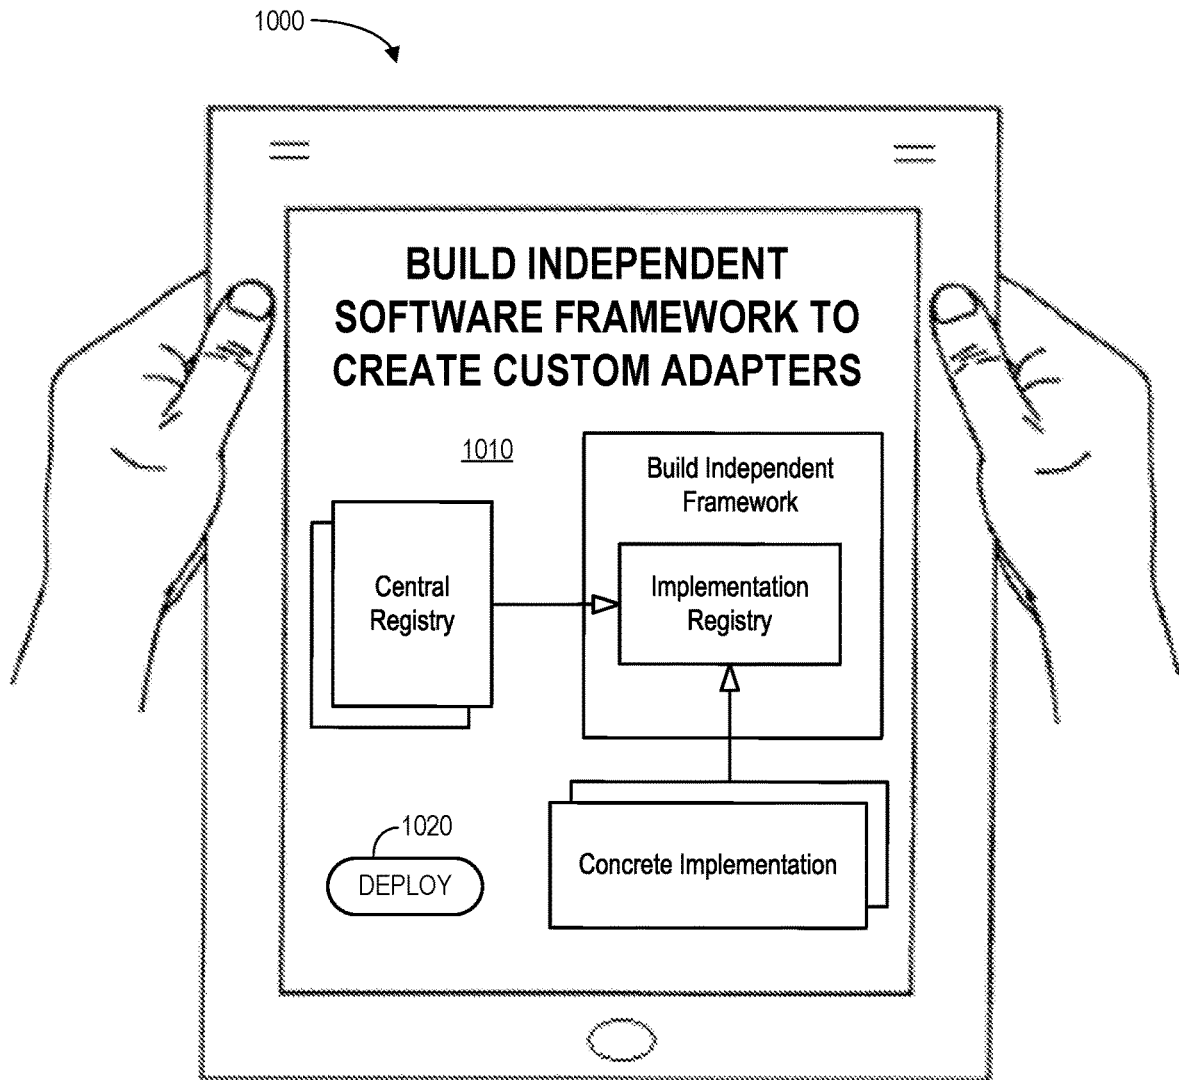 1000
BUILD INDEPENDENT
SOFTWARE FRAMEWORK TO
CREATE CUSTOM ADAPTERS
1010
Build Independent
Framework
Central
Registry
Implementation
Registry
1020
DEPLOY
Concrete Implementation